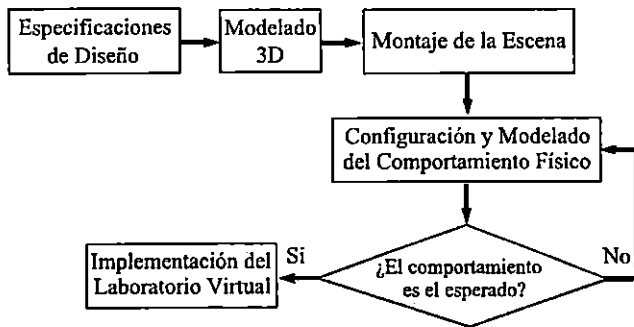 Especificaciones
de Diseño
Modelado
3D
Montaje de la Escena
Configuración y Modelado
del Comportamiento Físico
¿El comportamiento
es el esperado?
Si
No
Implementación del
Laboratorio Virtual